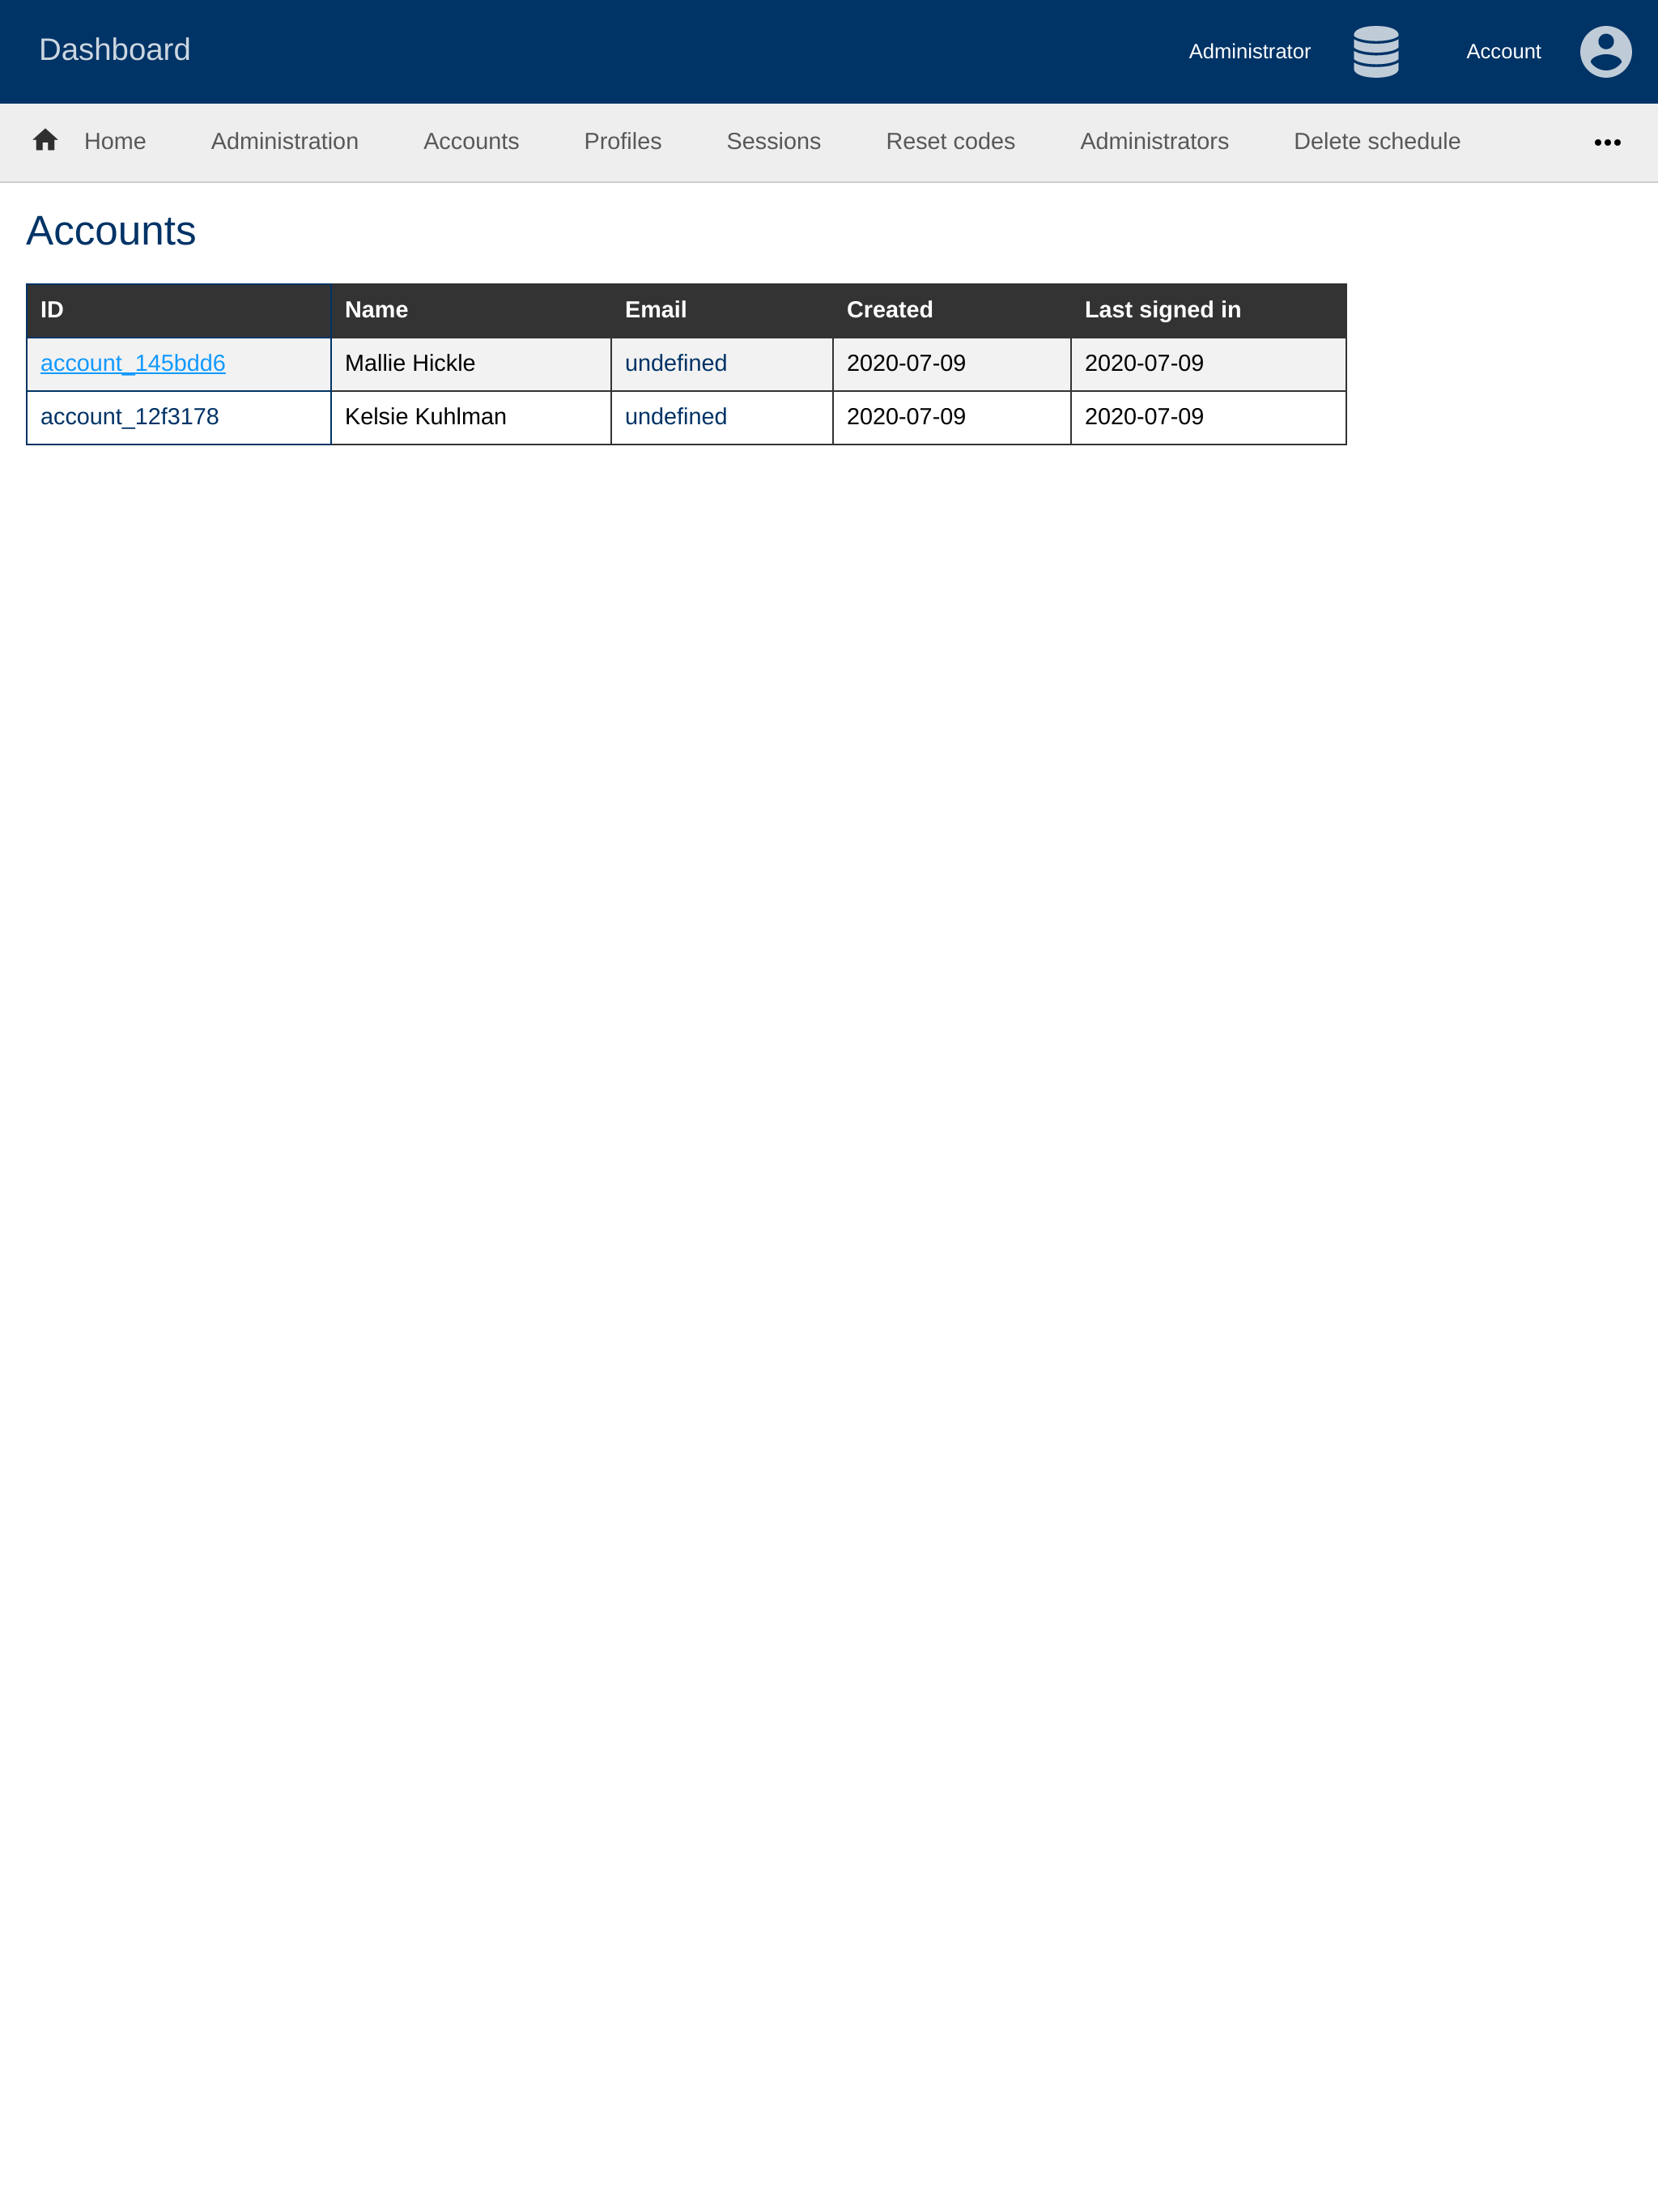 Dashboard Administrator Account
Home Administration Accounts Profiles Sessions Reset codes Administrators Delete schedule
Accounts
ID Name Email Created Last signed in
account_145bdd6 Mallie Hickle undefined 2020-07-09 2020-07-09
account_12f3178 Kelsie Kuhlman undefined 2020-07-09 2020-07-09